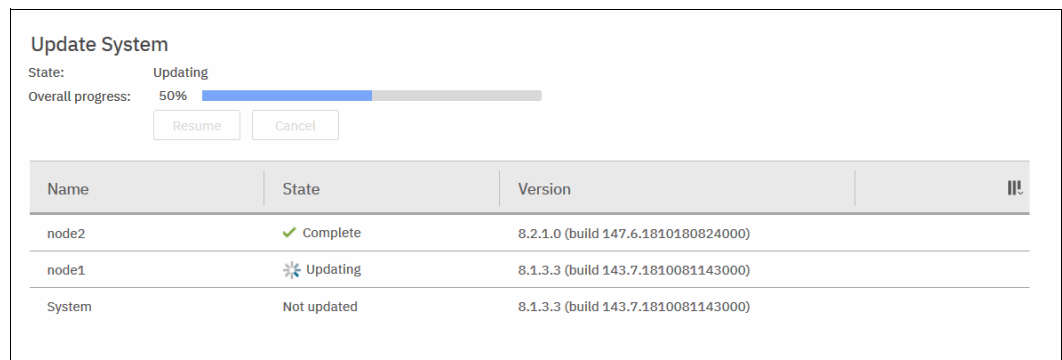 Update System
State: Updating
Overall progress: 50%
Resume Cancel
Name State Version
node2 Complete 8.2.1.0 (build 147.6.1810180824000)
node1 Updating 8.1.3.3 (build 143.7.1810081143000)
System Not updated 8.1.3.3 (build 143.7.1810081143000)